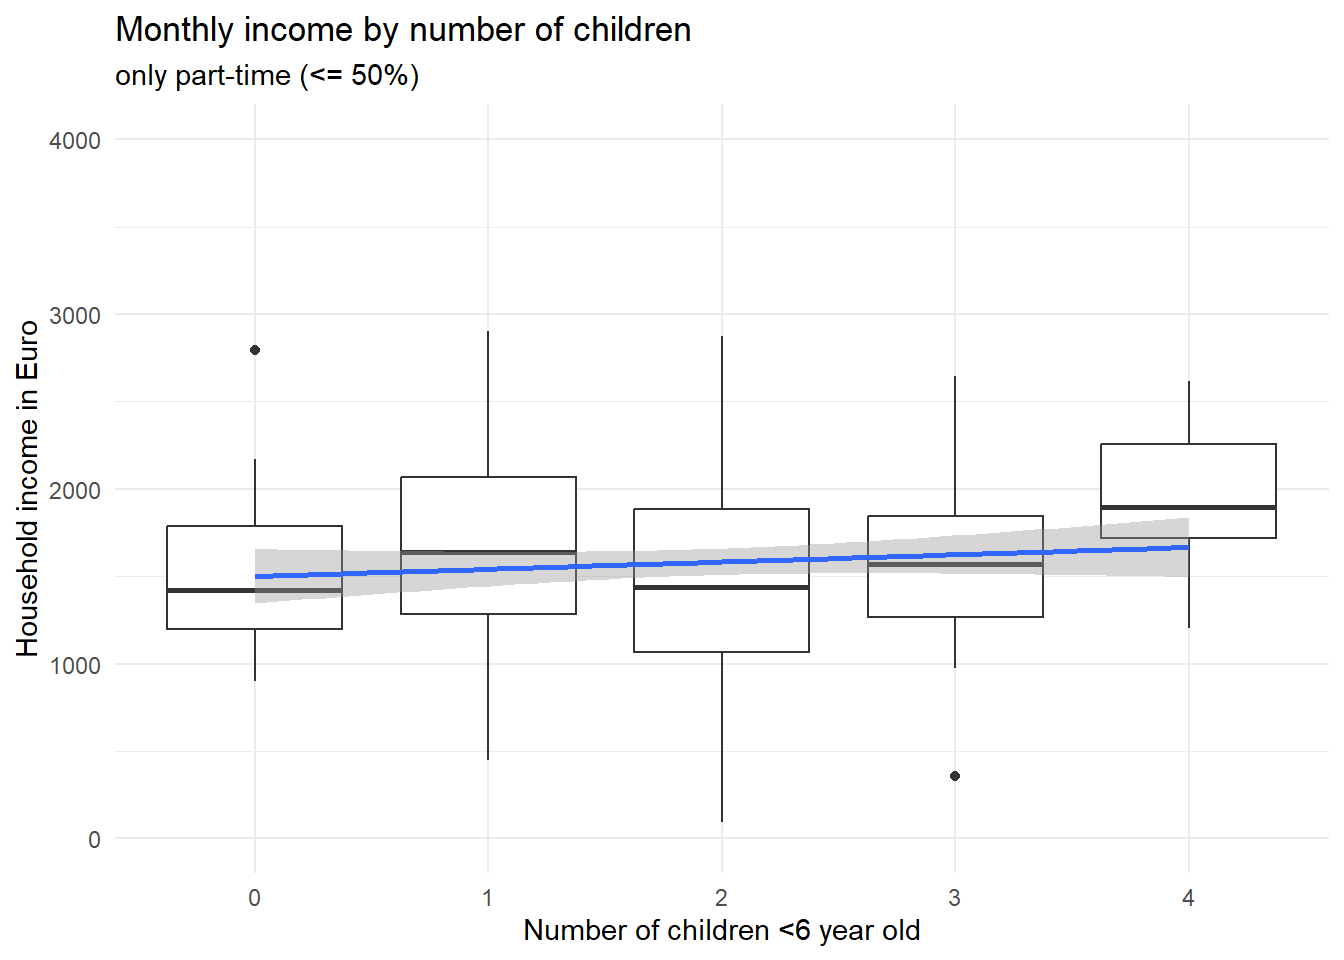 Monthly income by number of children
only part-time (<= 50%)
4000
3000
2000
1000
0
Household income in Euro
0 1 2 3 4
Number of children <6 year old